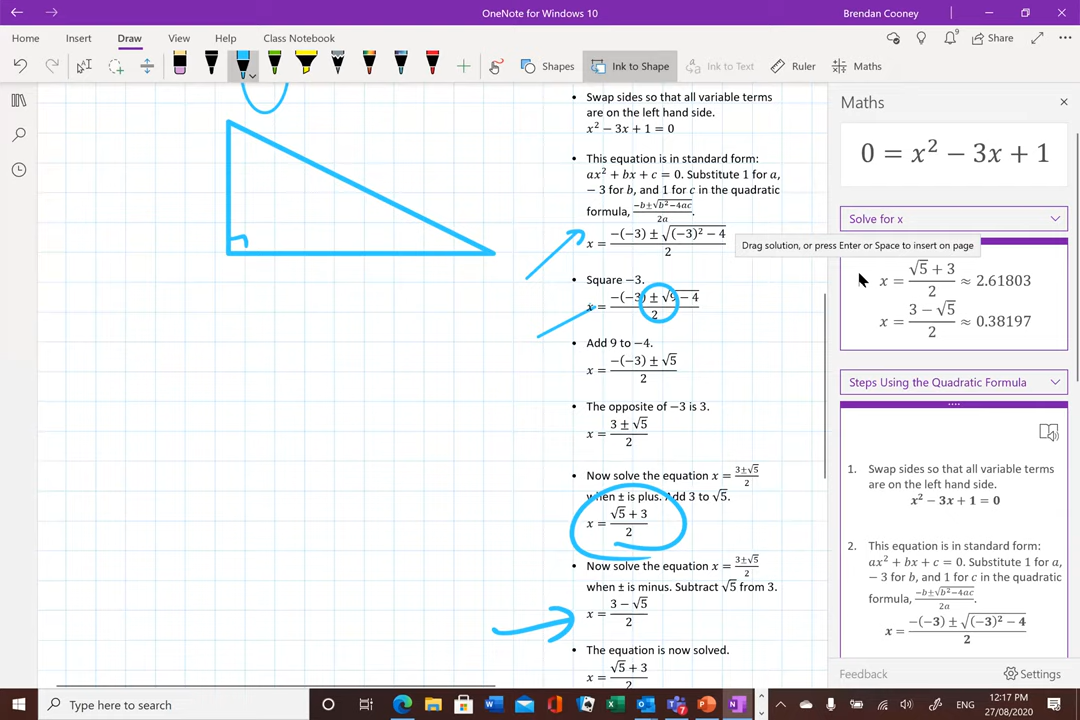 OneNote for Windows 10
Brendan Cooney
Home Insert Draw View Help Class Notebook
Share
Shapes Ink to Shape Ink to Text Ruler Maths
• Swap sides so that all variable terms
are on the left hand side.
x² − 3x + 1 = 0
• This equation is in standard form:
ax² + bx + c = 0. Substitute 1 for a,
− 3 for b, and 1 for c in the quadratic
formula, (-b±√(b²-4ac))/(2a).
x = (−(−3) ± √((−3)² − 4))/2
• Square −3.
x = (−(−3) ± √(9 − 4))/2
• Add 9 to −4.
x = (−(−3) ± √5)/2
• The opposite of −3 is 3.
x = (3 ± √5)/2
• Now solve the equation x = (3±√5)/2
when ± is plus. Add 3 to √5.
x = (√5 + 3)/2
• Now solve the equation x = (3±√5)/2
when ± is minus. Subtract √5 from 3.
x = (3 − √5)/2
• The equation is now solved.
x = (√5 + 3)/2
Maths
0 = x² − 3x + 1
Solve for x
Drag solution, or press Enter or Space to insert on page
x = (√5 + 3)/2 ≈ 2.61803
x = (3 − √5)/2 ≈ 0.38197
Steps Using the Quadratic Formula
1. Swap sides so that all variable terms
are on the left hand side.
x² − 3x + 1 = 0
2. This equation is in standard form:
ax² + bx + c = 0. Substitute 1 for a,
− 3 for b, and 1 for c in the quadratic
formula, (-b±√(b²-4ac))/(2a).
x = (−(−3) ± √((−3)² − 4))/2
Feedback
Settings
Type here to search
ENG
12:17 PM
27/08/2020